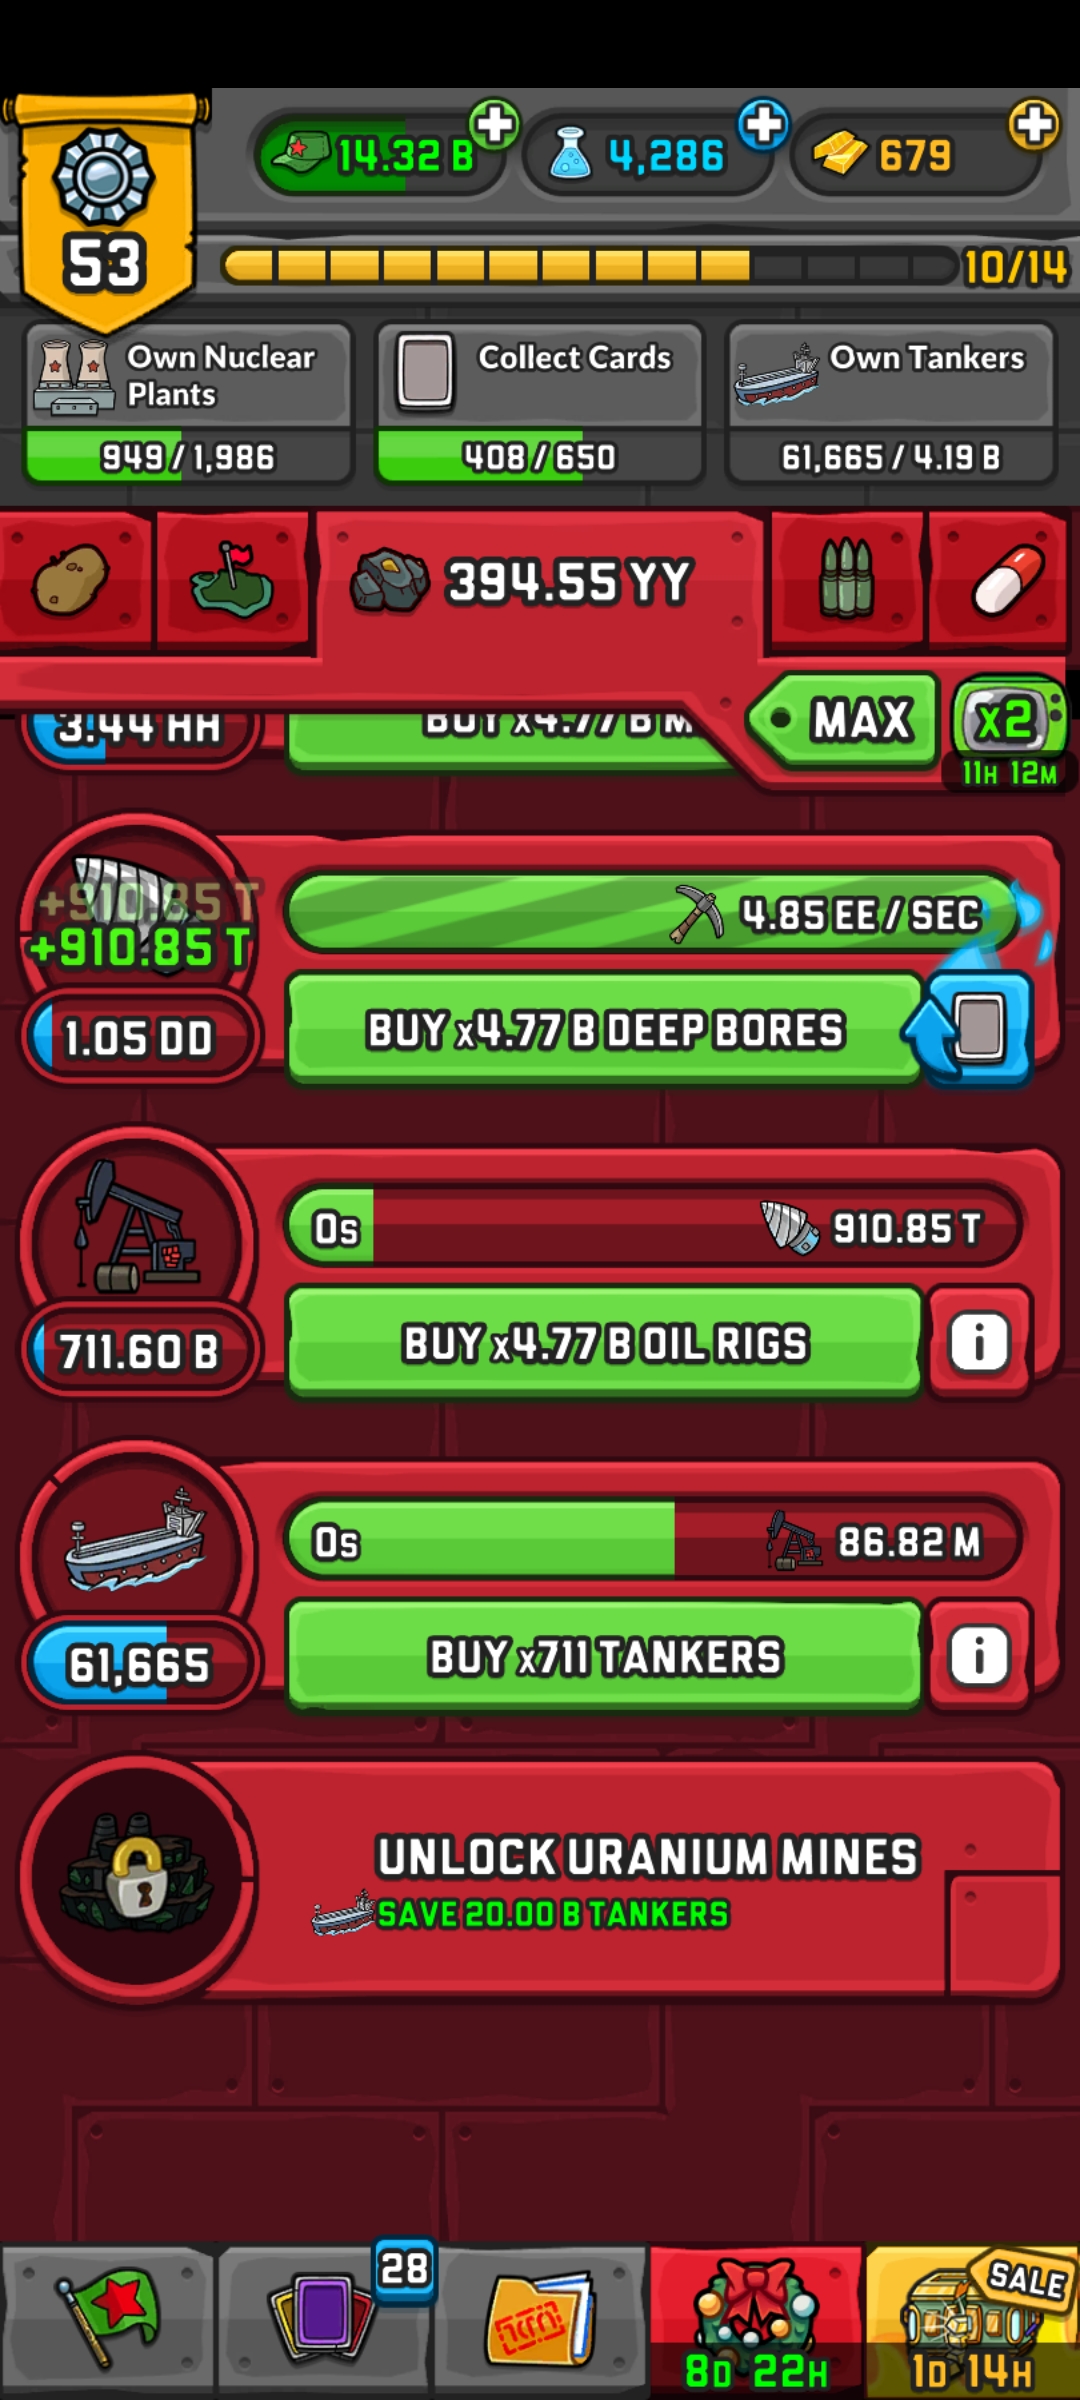 14.32 B
4,286
679
53
10/14
Own Nuclear
Plants
Collect Cards
Own Tankers
949/1,986
408/650
61,665/4.19 B
394.55 YY
MAX
x2
11H 12M
3.44 HH
BUY x4.77 B M
+910.85 T
+910.85 T
4.85 EE/SEC
1.05 DD
BUY x4.77 B DEEP BORES
0s
910.85 T
711.60 B
BUY x4.77 B OIL RIGS
i
0s
86.82 M
61,665
BUY x711 TANKERS
i
UNLOCK URANIUM MINES
SAVE 20.00 B TANKERS
28
SALE
8D 22H
1D 14H